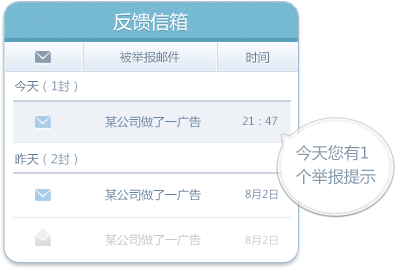 反馈信箱
被举报邮件 时间
今天（1封）
某公司做了一广告 21：47
今天您有1
个举报提示
昨天（2封）
某公司做了一广告 8月2日
某公司做了一广告 8月2日